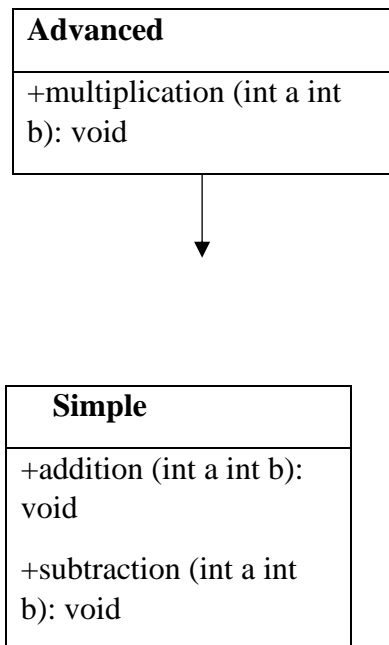 Advanced
+multiplication (int a int
b): void
Simple
+addition (int a int b):
void
+subtraction (int a int
b): void